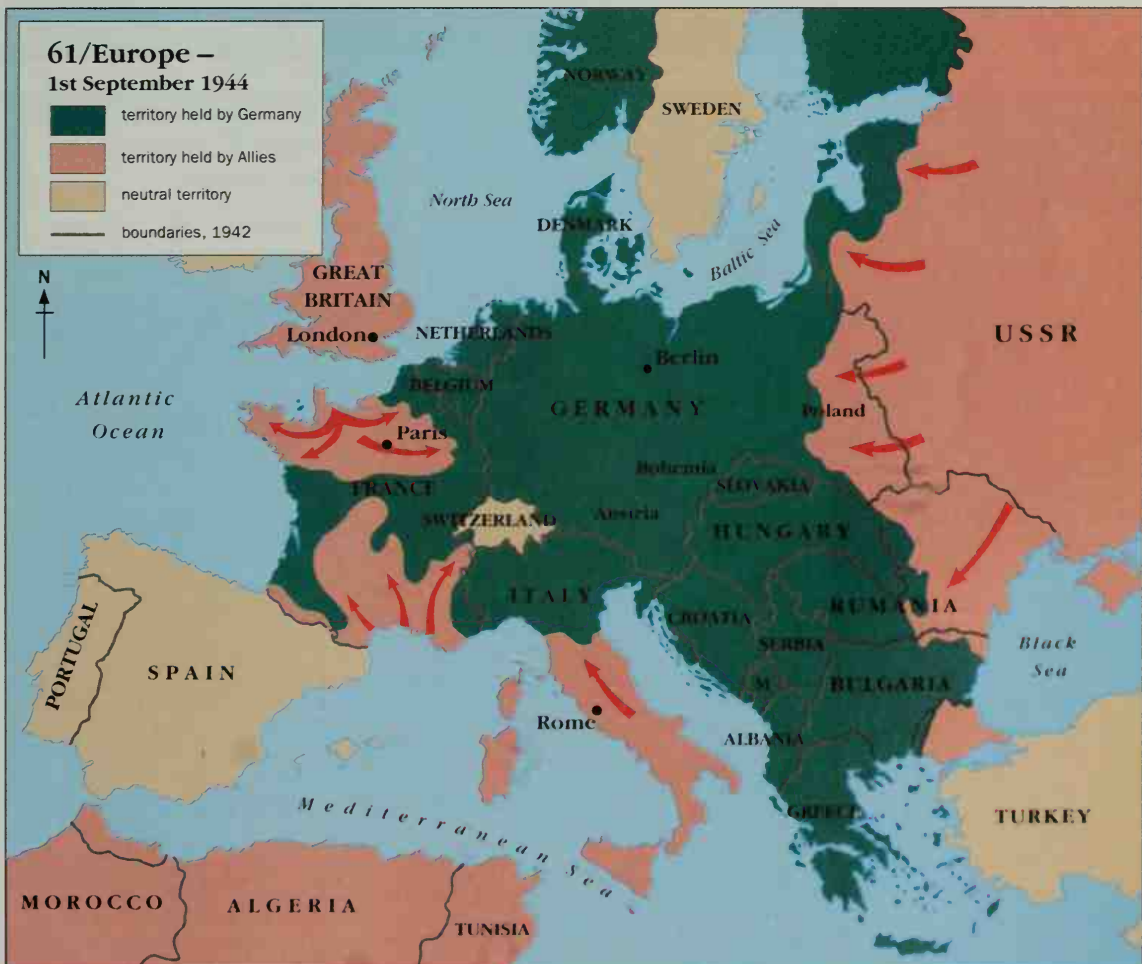 61/Europe –
1st September 1944
territory held by Germany
territory held by Allies
neutral territory
boundaries, 1942
N
NORWAY
SWEDEN
North Sea
DENMARK
Baltic Sea
GREAT
BRITAIN
London
NETHERLANDS
BELGIUM
Berlin
GERMANY
USSR
Poland
Atlantic
Ocean
Paris
FRANCE
Bohemia
SLOVAKIA
SWITZERLAND
Austria
HUNGARY
ITALY
RUMANIA
CROATIA
SERBIA
Black
Sea
PORTUGAL
SPAIN
M
BULGARIA
Rome
ALBANIA
Mediterranean Sea
GREECE
TURKEY
MOROCCO
ALGERIA
TUNISIA